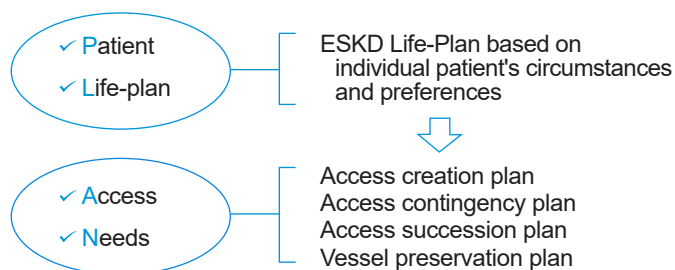 ✓ Patient
✓ Life-plan
ESKD Life-Plan based on
individual patient's circumstances
and preferences
✓ Access
✓ Needs
Access creation plan
Access contingency plan
Access succession plan
Vessel preservation plan